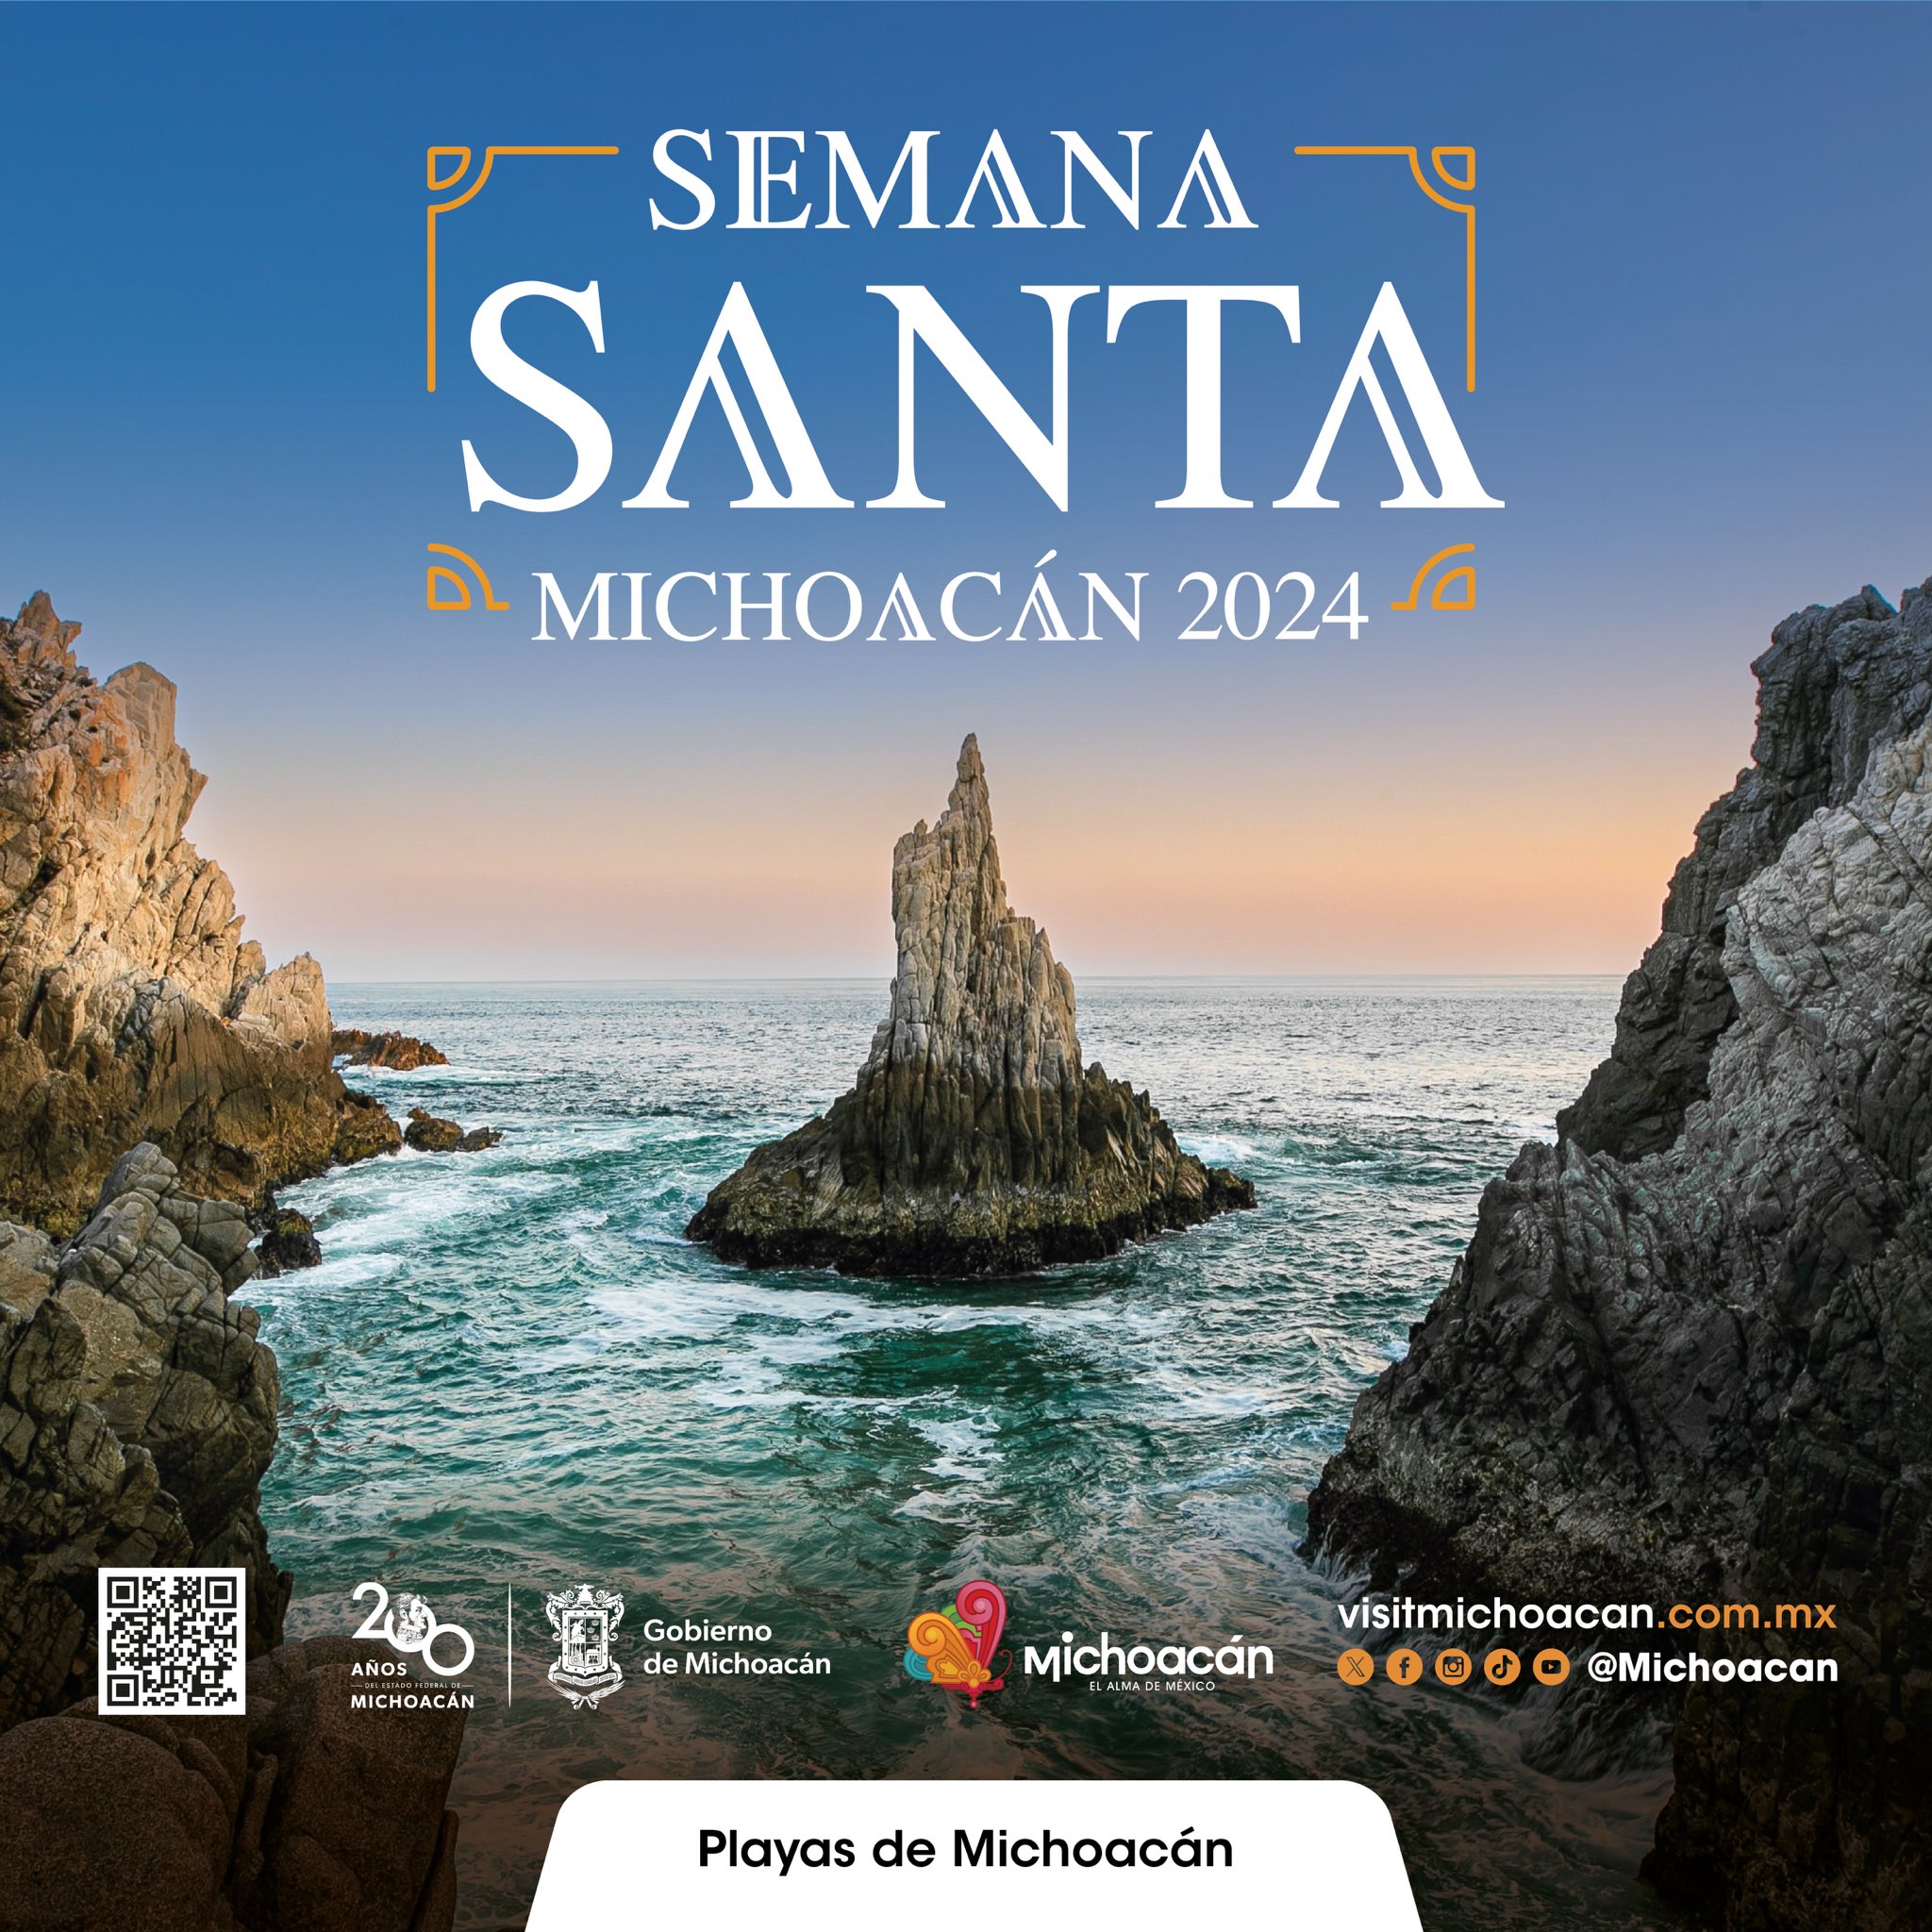 SEMANA
SANTA
MICHOACÁN 2024
200
AÑOS
DEL ESTADO FEDERAL DE
MICHOACÁN
Gobierno
de Michoacán
Michoacán
EL ALMA DE MÉXICO
visitmichoacan.com.mx
@Michoacan
Playas de Michoacán